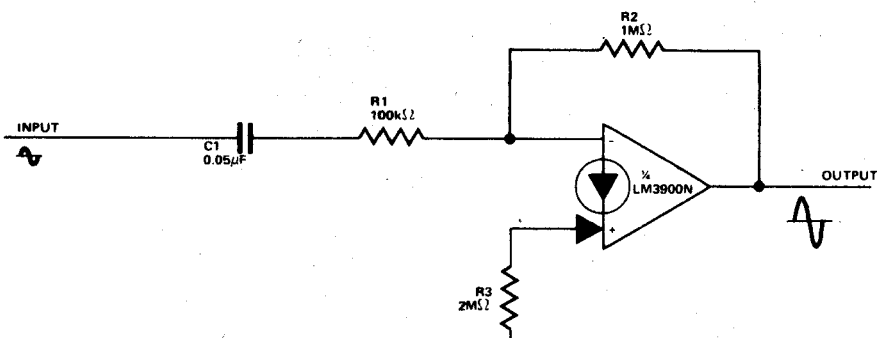 R2
1MΩ
R1
100kΩ
INPUT
C1
0.05µF
-
¼
LM3900N
OUTPUT
+
R3
2MΩ